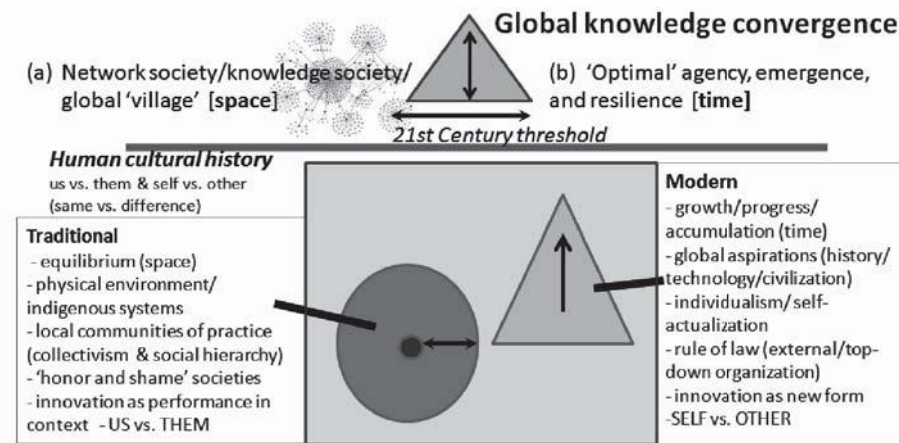 Global knowledge convergence
(a) Network society/knowledge society/
global ‘village’ [space]
(b) ‘Optimal’ agency, emergence,
and resilience [time]
21st Century threshold
Human cultural history
us vs. them & self vs. other
(same vs. difference)
Traditional
- equilibrium (space)
- physical environment/
indigenous systems
- local communities of practice
(collectivism & social hierarchy)
- ‘honor and shame’ societies
- innovation as performance in
context - US vs. THEM
Modern
- growth/progress/
accumulation (time)
- global aspirations (history/
technology/civilization)
- individualism/ self-
actualization
- rule of law (external/top-
down organization)
- innovation as new form
-SELF vs. OTHER